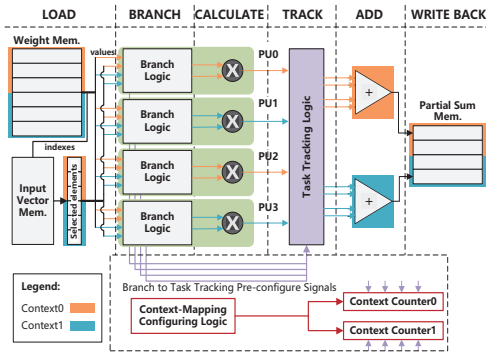 LOAD
BRANCH
CALCULATE
TRACK
ADD
WRITE BACK
Weight Mem.
values
indexes
Input
Vector
Mem.
Selected elements
Branch
Logic
PU0
Branch
Logic
PU1
Branch
Logic
PU2
Branch
Logic
PU3
X
X
X
X
Task Tracking Logic
+
+
Partial Sum
Mem.
Branch to Task Tracking Pre-configure Signals
Context-Mapping
Configuring Logic
Context Counter0
Context Counter1
Legend:
Context0
Context1